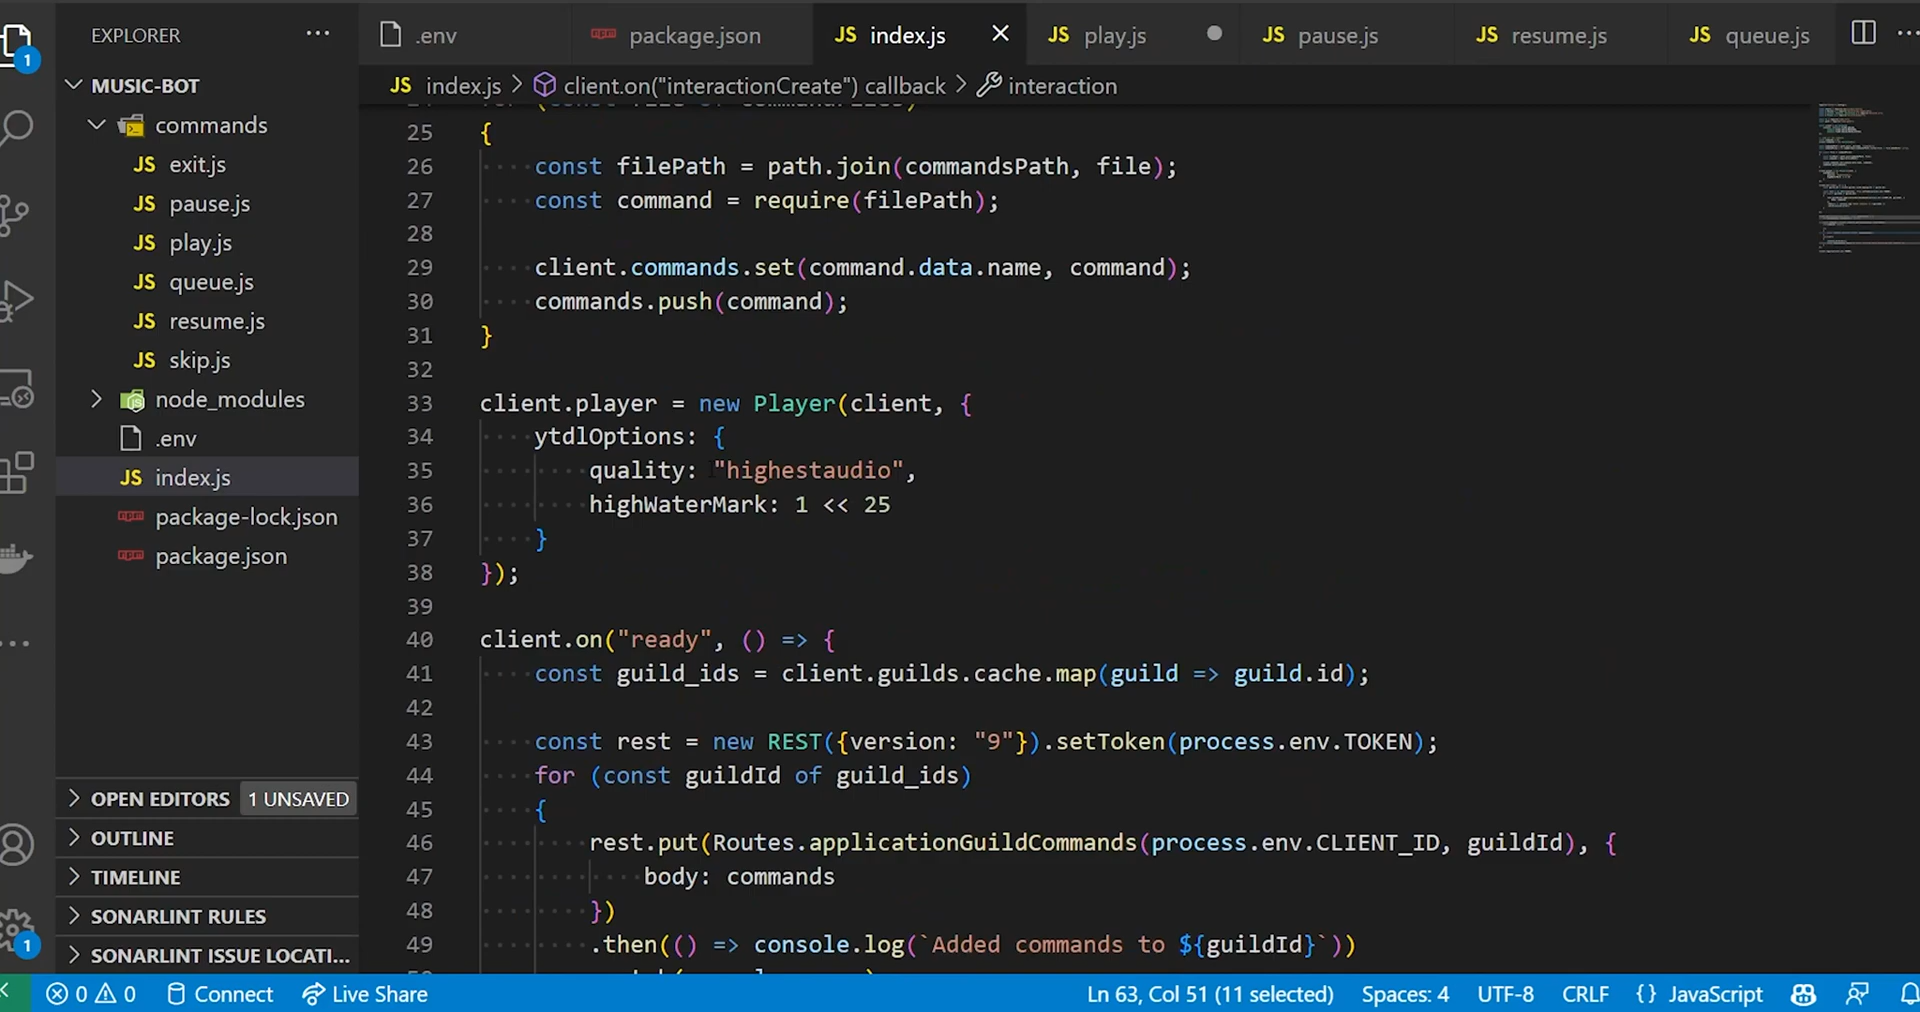 EXPLORER
1
MUSIC-BOT
commands
JS exit.js
JS pause.js
JS play.js
JS queue.js
JS resume.js
JS skip.js
node_modules
.env
JS index.js
package-lock.json
package.json
OPEN EDITORS 1 UNSAVED
OUTLINE
TIMELINE
SONARLINT RULES
1
SONARLINT ISSUE LOCATI...
.env
package.json
JS index.js
JS play.js
JS pause.js
JS resume.js
JS queue.js
JS index.js > client.on("interactionCreate") callback > interaction
25 {
26 const filePath = path.join(commandsPath, file);
27 const command = require(filePath);
28
29 client.commands.set(command.data.name, command);
30 commands.push(command);
31 }
32
33 client.player = new Player(client, {
34 ytdlOptions: {
35 quality: "highestaudio",
36 highWaterMark: 1 << 25
37 }
38 });
39
40 client.on("ready", () => {
41 const guild_ids = client.guilds.cache.map(guild => guild.id);
42
43 const rest = new REST({version: "9"}).setToken(process.env.TOKEN);
44 for (const guildId of guild_ids)
45 {
46 rest.put(Routes.applicationGuildCommands(process.env.CLIENT_ID, guildId), {
47 body: commands
48 })
49 .then(() => console.log(`Added commands to ${guildId}`))
0 0 Connect Live Share
Ln 63, Col 51 (11 selected) Spaces: 4 UTF-8 CRLF {} JavaScript